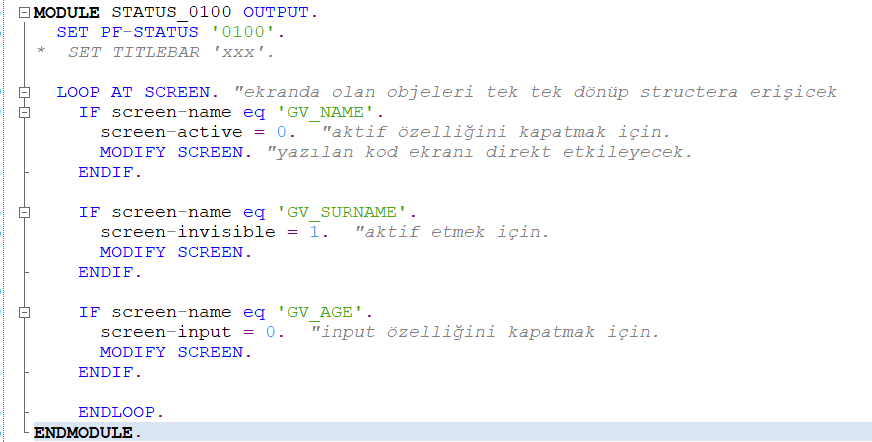 MODULE STATUS_0100 OUTPUT.
SET PF-STATUS '0100'.
* SET TITLEBAR 'xxx'.
LOOP AT SCREEN. "ekranda olan objeleri tek tek dönüp structera erişicek
IF screen-name eq 'GV_NAME'.
screen-active = 0. "aktif özelliğini kapatmak için.
MODIFY SCREEN. "yazılan kod ekranı direkt etkileyecek.
ENDIF.
IF screen-name eq 'GV_SURNAME'.
screen-invisible = 1. "aktif etmek için.
MODIFY SCREEN.
ENDIF.
IF screen-name eq 'GV_AGE'.
screen-input = 0. "input özelliğini kapatmak için.
MODIFY SCREEN.
ENDIF.
ENDLOOP.
ENDMODULE.